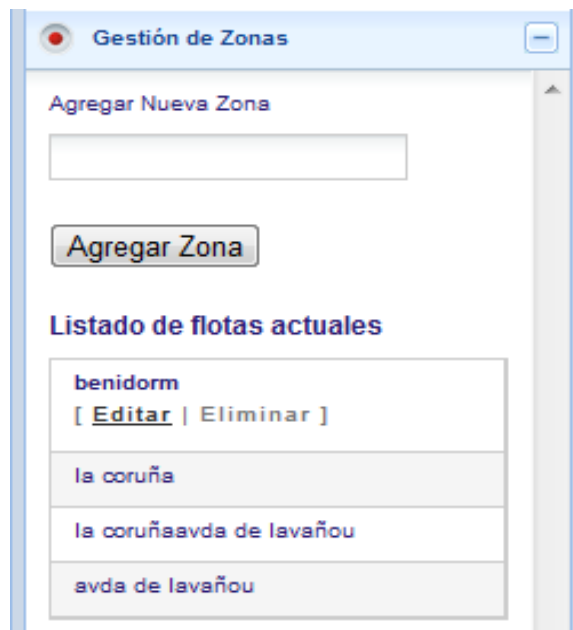 Gestión de Zonas
Agregar Nueva Zona
Agregar Zona
Listado de flotas actuales
benidorm
[ Editar | Eliminar ]
la coruña
la coruñaavda de lavañou
avda de lavañou